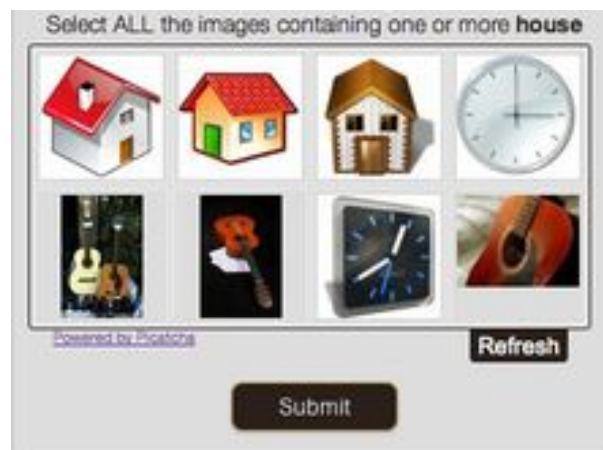 Select ALL the images containing one or more house
Powered by Picatcha
Refresh
Submit